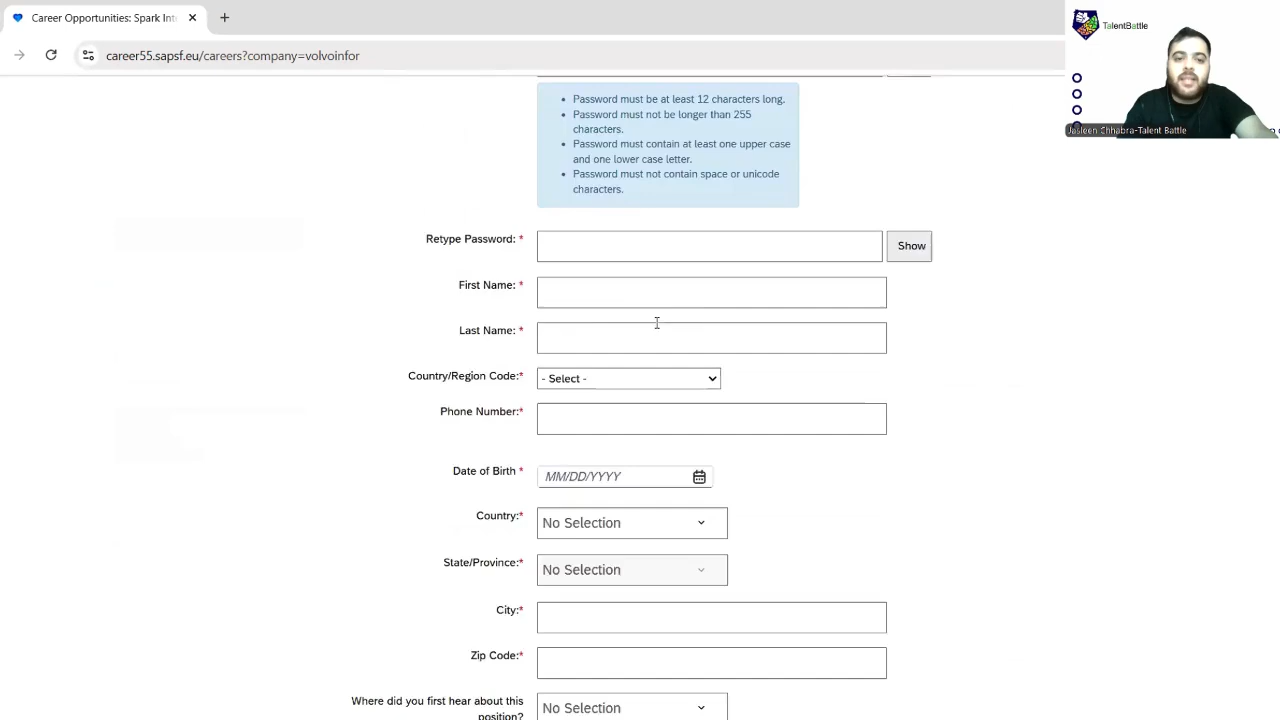 Career Opportunities: Spark Int
TalentBattle
career55.sapsf.eu/careers?company=volvoinfor
Josleen Chhabra-Talent Battle
Password must be at least 12 characters long.
Password must not be longer than 255
characters.
Password must contain at least one upper case
and one lower case letter.
Password must not contain space or unicode
characters.
Retype Password: *
Show
First Name: *
Last Name: *
Country/Region Code:*
- Select -
Phone Number:*
Date of Birth *
MM/DD/YYYY
Country:*
No Selection
State/Province:*
No Selection
City:*
Zip Code:*
Where did you first hear about this
position?
No Selection